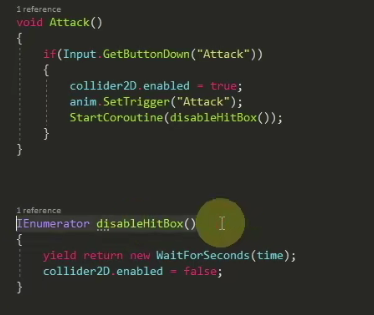 1 reference
void Attack()
{
if(Input.GetButtonDown("Attack"))
{
collider2D.enabled = true;
anim.SetTrigger("Attack");
StartCoroutine(disableHitBox());
}
}
1 reference
IEnumerator disableHitBox()
{
yield return new WaitForSeconds(time);
collider2D.enabled = false;
}